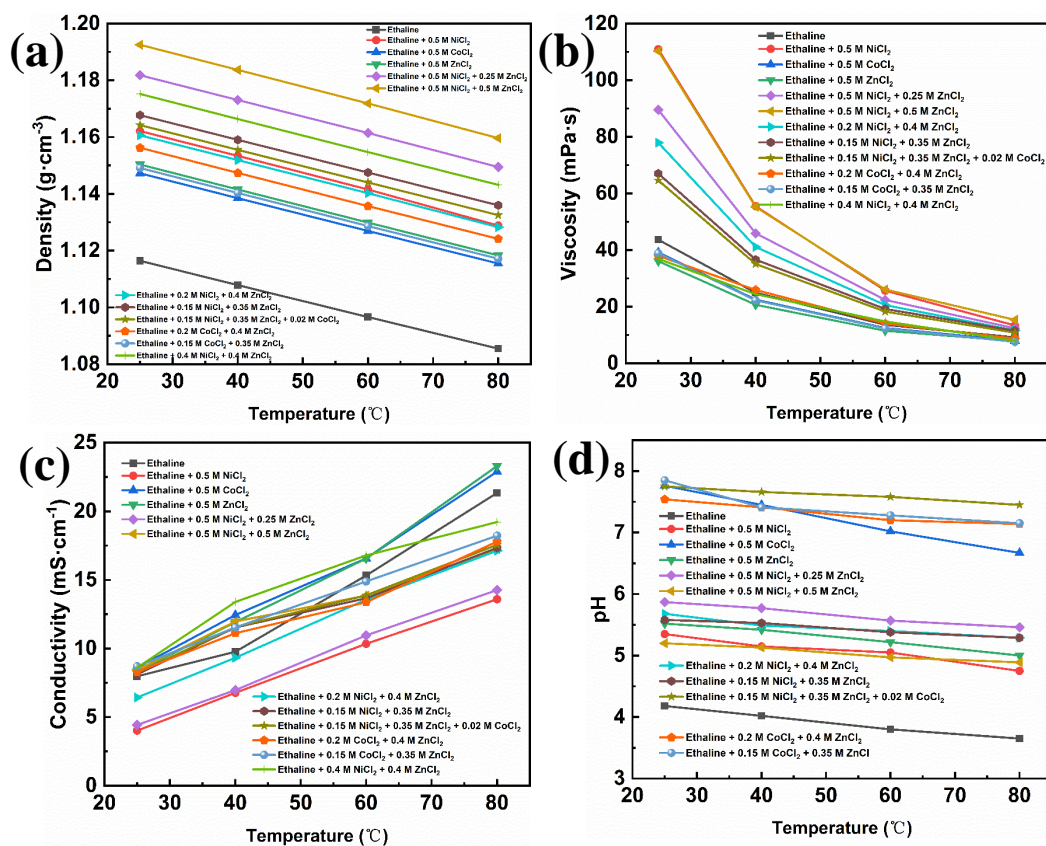 (a)
Density (g·cm⁻³)
1.20
1.18
1.16
1.14
1.12
1.10
1.08
Ethaline
Ethaline + 0.5 M NiCl₂
Ethaline + 0.5 M CoCl₂
Ethaline + 0.5 M ZnCl₂
Ethaline + 0.5 M NiCl₂ + 0.25 M ZnCl₂
Ethaline + 0.5 M NiCl₂ + 0.5 M ZnCl₂
Ethaline + 0.2 M NiCl₂ + 0.4 M ZnCl₂
Ethaline + 0.15 M NiCl₂ + 0.35 M ZnCl₂
Ethaline + 0.15 M NiCl₂ + 0.35 M ZnCl₂ + 0.02 M CoCl₂
Ethaline + 0.2 M CoCl₂ + 0.4 M ZnCl₂
Ethaline + 0.15 M CoCl₂ + 0.35 M ZnCl₂
Ethaline + 0.4 M NiCl₂ + 0.4 M ZnCl₂
20 30 40 50 60 70 80
Temperature (℃)
(b)
Viscosity (mPa·s)
120
100
80
60
40
20
0
Ethaline
Ethaline + 0.5 M NiCl₂
Ethaline + 0.5 M CoCl₂
Ethaline + 0.5 M ZnCl₂
Ethaline + 0.5 M NiCl₂ + 0.25 M ZnCl₂
Ethaline + 0.5 M NiCl₂ + 0.5 M ZnCl₂
Ethaline + 0.2 M NiCl₂ + 0.4 M ZnCl₂
Ethaline + 0.15 M NiCl₂ + 0.35 M ZnCl₂
Ethaline + 0.15 M NiCl₂ + 0.35 M ZnCl₂ + 0.02 M CoCl₂
Ethaline + 0.2 M CoCl₂ + 0.4 M ZnCl₂
Ethaline + 0.15 M CoCl₂ + 0.35 M ZnCl₂
Ethaline + 0.4 M NiCl₂ + 0.4 M ZnCl₂
20 30 40 50 60 70 80
Temperature (℃)
(c)
Conductivity (mS·cm⁻¹)
25
20
15
10
5
0
Ethaline
Ethaline + 0.5 M NiCl₂
Ethaline + 0.5 M CoCl₂
Ethaline + 0.5 M ZnCl₂
Ethaline + 0.5 M NiCl₂ + 0.25 M ZnCl₂
Ethaline + 0.5 M NiCl₂ + 0.5 M ZnCl₂
Ethaline + 0.2 M NiCl₂ + 0.4 M ZnCl₂
Ethaline + 0.15 M NiCl₂ + 0.35 M ZnCl₂
Ethaline + 0.15 M NiCl₂ + 0.35 M ZnCl₂ + 0.02 M CoCl₂
Ethaline + 0.2 M CoCl₂ + 0.4 M ZnCl₂
Ethaline + 0.15 M CoCl₂ + 0.35 M ZnCl₂
Ethaline + 0.4 M NiCl₂ + 0.4 M ZnCl₂
20 30 40 50 60 70 80
Temperature (℃)
(d)
pH
8
7
6
5
4
3
Ethaline
Ethaline + 0.5 M NiCl₂
Ethaline + 0.5 M CoCl₂
Ethaline + 0.5 M ZnCl₂
Ethaline + 0.5 M NiCl₂ + 0.25 M ZnCl₂
Ethaline + 0.5 M NiCl₂ + 0.5 M ZnCl₂
Ethaline + 0.2 M NiCl₂ + 0.4 M ZnCl₂
Ethaline + 0.15 M NiCl₂ + 0.35 M ZnCl₂
Ethaline + 0.15 M NiCl₂ + 0.35 M ZnCl₂ + 0.02 M CoCl₂
Ethaline + 0.2 M CoCl₂ + 0.4 M ZnCl₂
Ethaline + 0.15 M CoCl₂ + 0.35 M ZnCl
20 30 40 50 60 70 80
Temperature (℃)